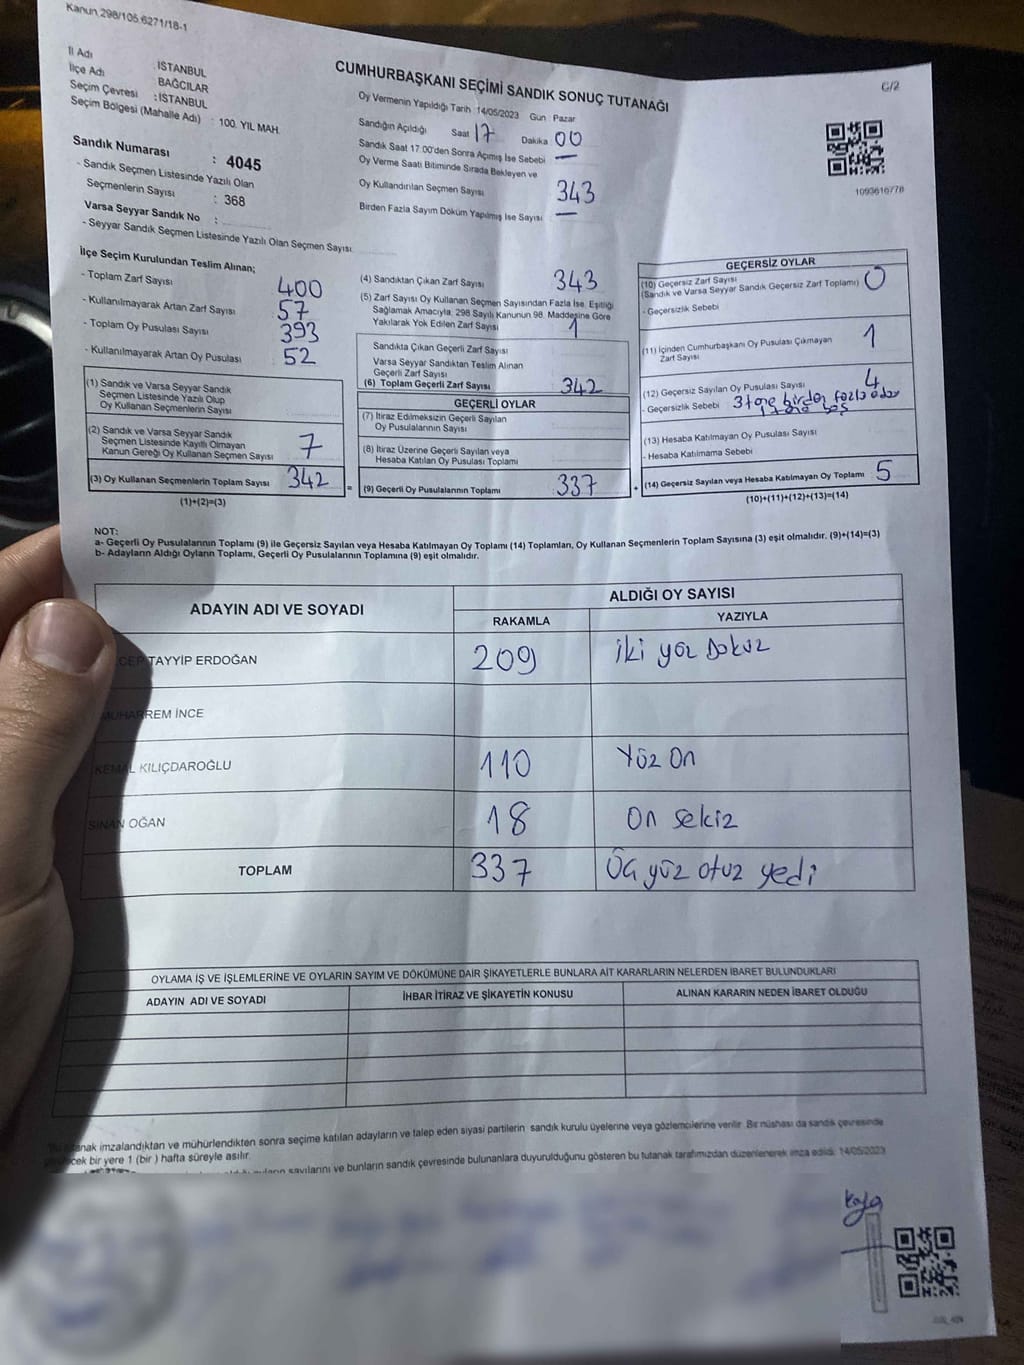 Kanun.298/105.6271/18-1
CUMHURBAŞKANI SEÇİMİ SANDIK SONUÇ TUTANAĞI
C/2
İl Adı : İSTANBUL
İlçe Adı : BAĞCILAR
Seçim Çevresi : İSTANBUL
Seçim Bölgesi (Mahalle Adı) : 100. YIL MAH.
Sandık Numarası : 4045
- Sandık Seçmen Listesinde Yazılı Olan
Seçmenlerin Sayısı : 368
Varsa Seyyar Sandık No :
- Seyyar Sandık Seçmen Listesinde Yazılı Olan Seçmen Sayısı
Oy Vermenin Yapıldığı Tarih 14/05/2023 Gün Pazar
Sandığın Açıldığı Saat 17 Dakika 00
Sandık Saat 17.00'den Sonra Açmış İse Sebebi —
Oy Verme Saati Bitiminde Sırada Bekleyen ve
Oy Kullandırılan Seçmen Sayısı 343
Birden Fazla Sayım Döküm Yapılmış İse Sayısı —
1093616778
İlçe Seçim Kurulundan Teslim Alınan;
- Toplam Zarf Sayısı 400
- Kullanılmayarak Artan Zarf Sayısı 57
- Toplam Oy Pusulası Sayısı 393
- Kullanılmayarak Artan Oy Pusulası 52
(1) Sandık ve Varsa Seyyar Sandık
Seçmen Listesinde Yazılı Olup
Oy Kullanan Seçmenlerin Sayısı
(2) Sandık ve Varsa Seyyar Sandık
Seçmen Listesinde Kayıtlı Olmayan
Kanun Gereği Oy Kullanan Seçmen Sayısı 7
(3) Oy Kullanan Seçmenlerin Toplam Sayısı 342
(1)+(2)=(3)
(4) Sandıktan Çıkan Zarf Sayısı 343
(5) Zarf Sayısı Oy Kullanan Seçmen Sayısından Fazla İse, Eşitliği
Sağlamak Amacıyla, 298 Sayılı Kanunun 98. Maddesine Göre
Yakılarak Yok Edilen Zarf Sayısı 1
Sandıkta Çıkan Geçerli Zarf Sayısı
Varsa Seyyar Sandıktan Teslim Alınan
Geçerli Zarf Sayısı
(6) Toplam Geçerli Zarf Sayısı 342
GEÇERLİ OYLAR
(7) İtiraz Edilmeksizin Geçerli Sayılan
Oy Pusulalarının Sayısı
(8) İtiraz Üzerine Geçerli Sayılan veya
Hesaba Katılan Oy Pusulası Toplamı
= (9) Geçerli Oy Pusulalarının Toplamı 337 +
GEÇERSİZ OYLAR
(10) Geçersiz Zarf Sayısı
(Sandık ve Varsa Seyyar Sandık Geçersiz Zarf Toplamı) 0
- Geçersizlik Sebebi
(11) İçinden Cumhurbaşkanı Oy Pusulası Çıkmayan
Zarf Sayısı 1
(12) Geçersiz Sayılan Oy Pusulası Sayısı 4
- Geçersizlik Sebebi 3 tane birden fazla oy
1 tane boş
(13) Hesaba Katılmayan Oy Pusulası Sayısı
- Hesaba Katılmama Sebebi
(14) Geçersiz Sayılan veya Hesaba Katılmayan Oy Toplamı 5
(10)+(11)+(12)+(13)=(14)
NOT:
a- Geçerli Oy Pusulalarının Toplamı (9) ile Geçersiz Sayılan veya Hesaba Katılmayan Oy Toplamı (14) Toplamları, Oy Kullanan Seçmenlerin Toplam Sayısına (3) eşit olmalıdır. (9)+(14)=(3)
b- Adayların Aldığı Oyların Toplamı, Geçerli Oy Pusulalarının Toplamına (9) eşit olmalıdır.
ADAYIN ADI VE SOYADI
ALDIĞI OY SAYISI
RAKAMLA YAZIYLA
TAYYİP ERDOĞAN 209 iki yüz Dokuz
MUHARREM İNCE
KEMAL KILIÇDAROĞLU 110 Yüz On
SİNAN OĞAN 18 On sekiz
TOPLAM 337 Üç yüz otuz yedi
OYLAMA İŞ VE İŞLEMLERİNE VE OYLARIN SAYIM VE DÖKÜMÜNE DAİR ŞİKAYETLERLE BUNLARA AİT KARARLARIN NELERDEN İBARET BULUNDUKLARI
ADAYIN ADI VE SOYADI İHBAR İTİRAZ VE ŞİKAYETİN KONUSU ALINAN KARARIN NEDEN İBARET OLDUĞU
tanak imzalandıktan ve mühürlendikten sonra seçime katılan adayların ve talep eden siyasi partilerin sandık kurulu üyelerine veya gözlemcilerine verilir. Bir nüshası da sandık çevresinde
cek bir yere 1 (bir) hafta süreyle asılır.
sayılarını ve bunların sandık çevresinde bulunanlara duyurulduğunu gösteren bu tutanak tarafımızdan düzenlenerek imza edildi. 14/05/2023